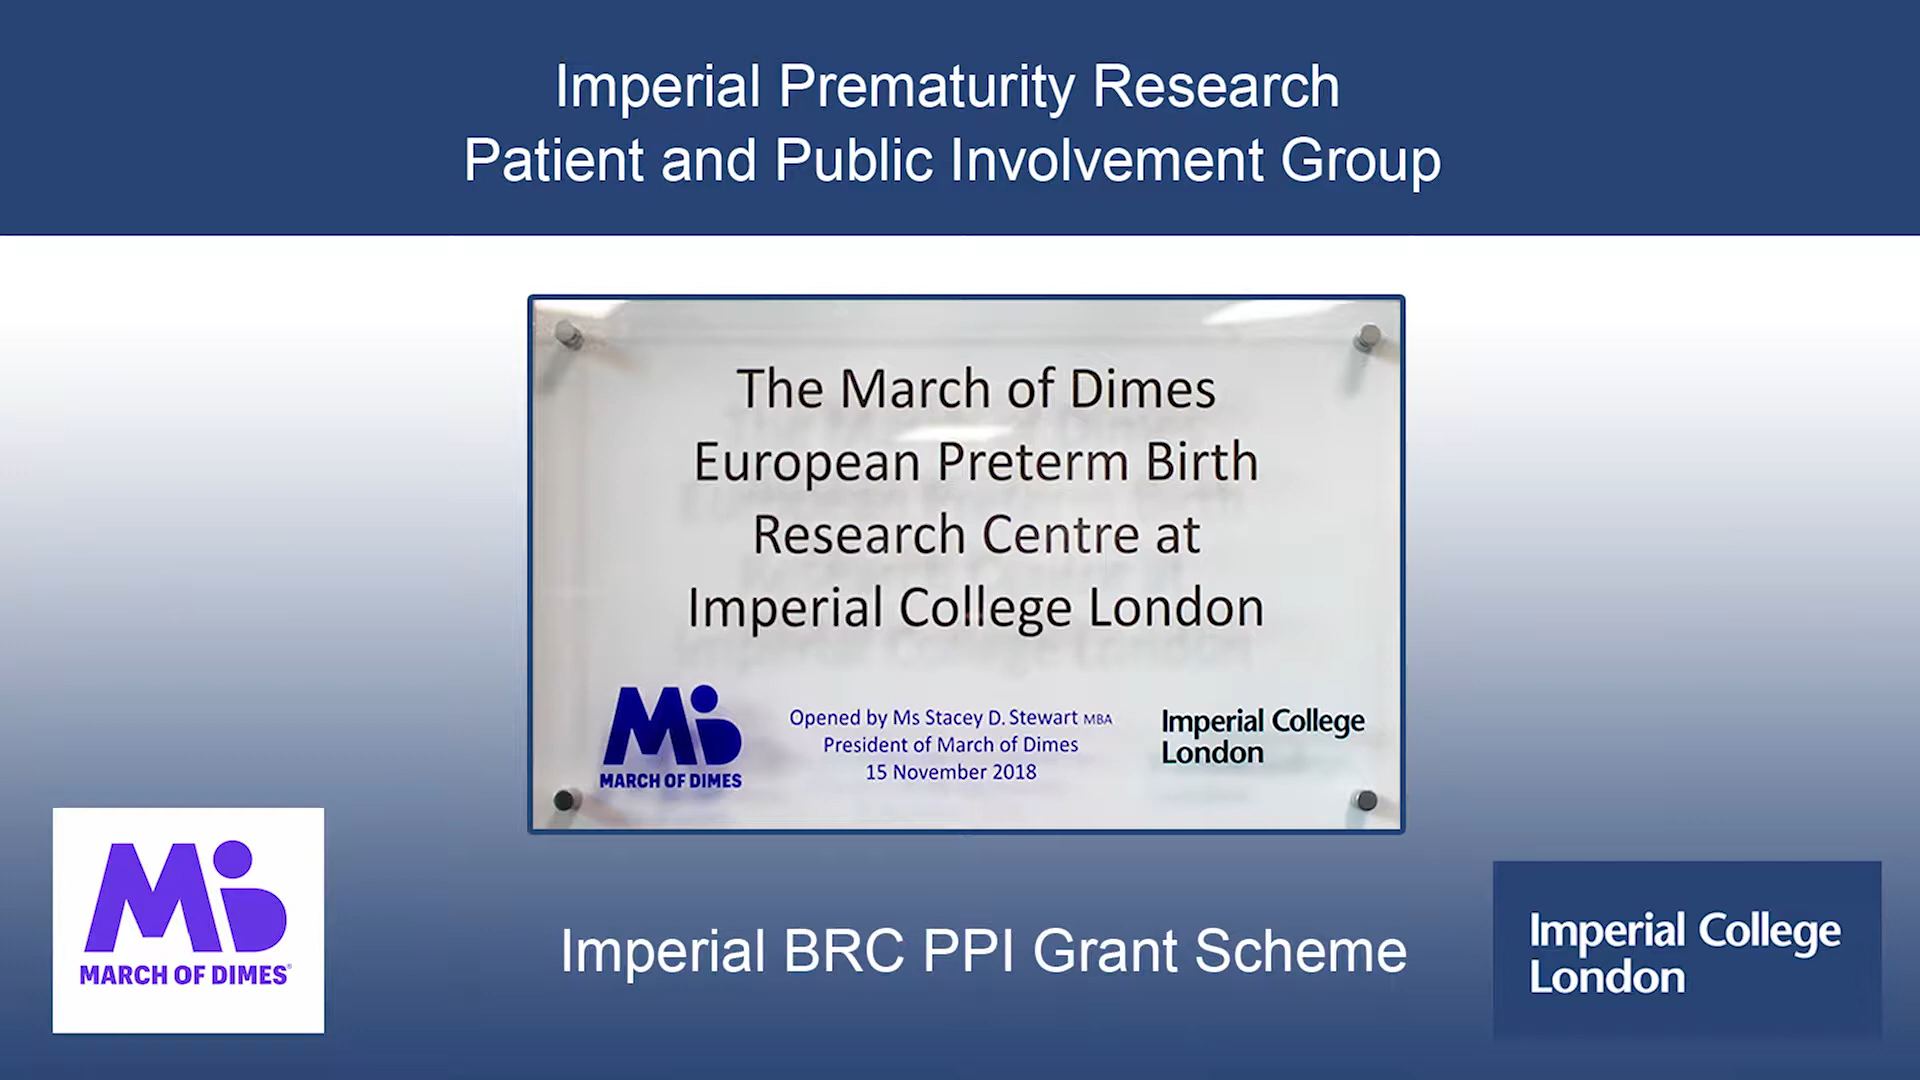 Imperial Prematurity Research
Patient and Public Involvement Group
The March of Dimes
European Preterm Birth
Research Centre at
Imperial College London
MARCH OF DIMES
Opened by Ms Stacey D. Stewart MBA
President of March of Dimes
15 November 2018
Imperial College
London
MARCH OF DIMES®
Imperial BRC PPI Grant Scheme
Imperial College
London